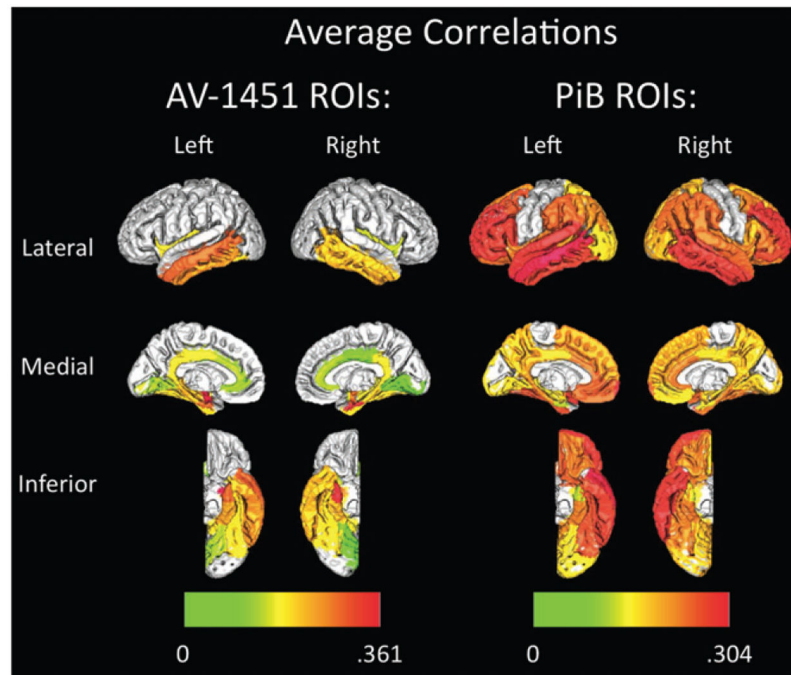 Average Correlations
AV-1451 ROIs: PiB ROIs:
Left Right Left Right
Lateral
Medial
Inferior
0 .361 0 .304